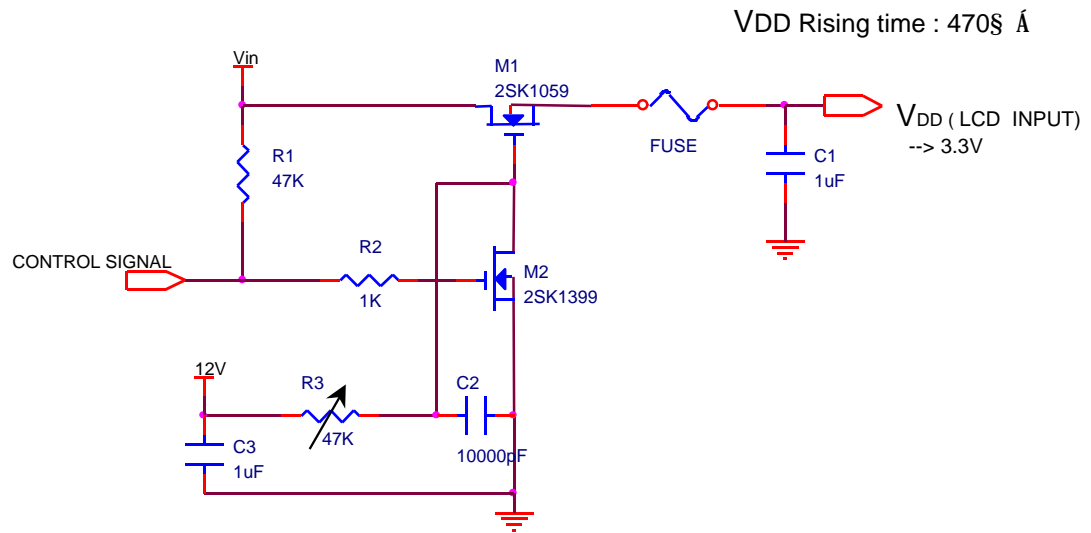 VDD Rising time : 470§ Á
Vin
M1
2SK1059
FUSE
VDD ( LCD INPUT)
--> 3.3V
R1
47K
C1
1uF
CONTROL SIGNAL
R2
1K
M2
2SK1399
12V
R3
47K
C2
10000pF
C3
1uF